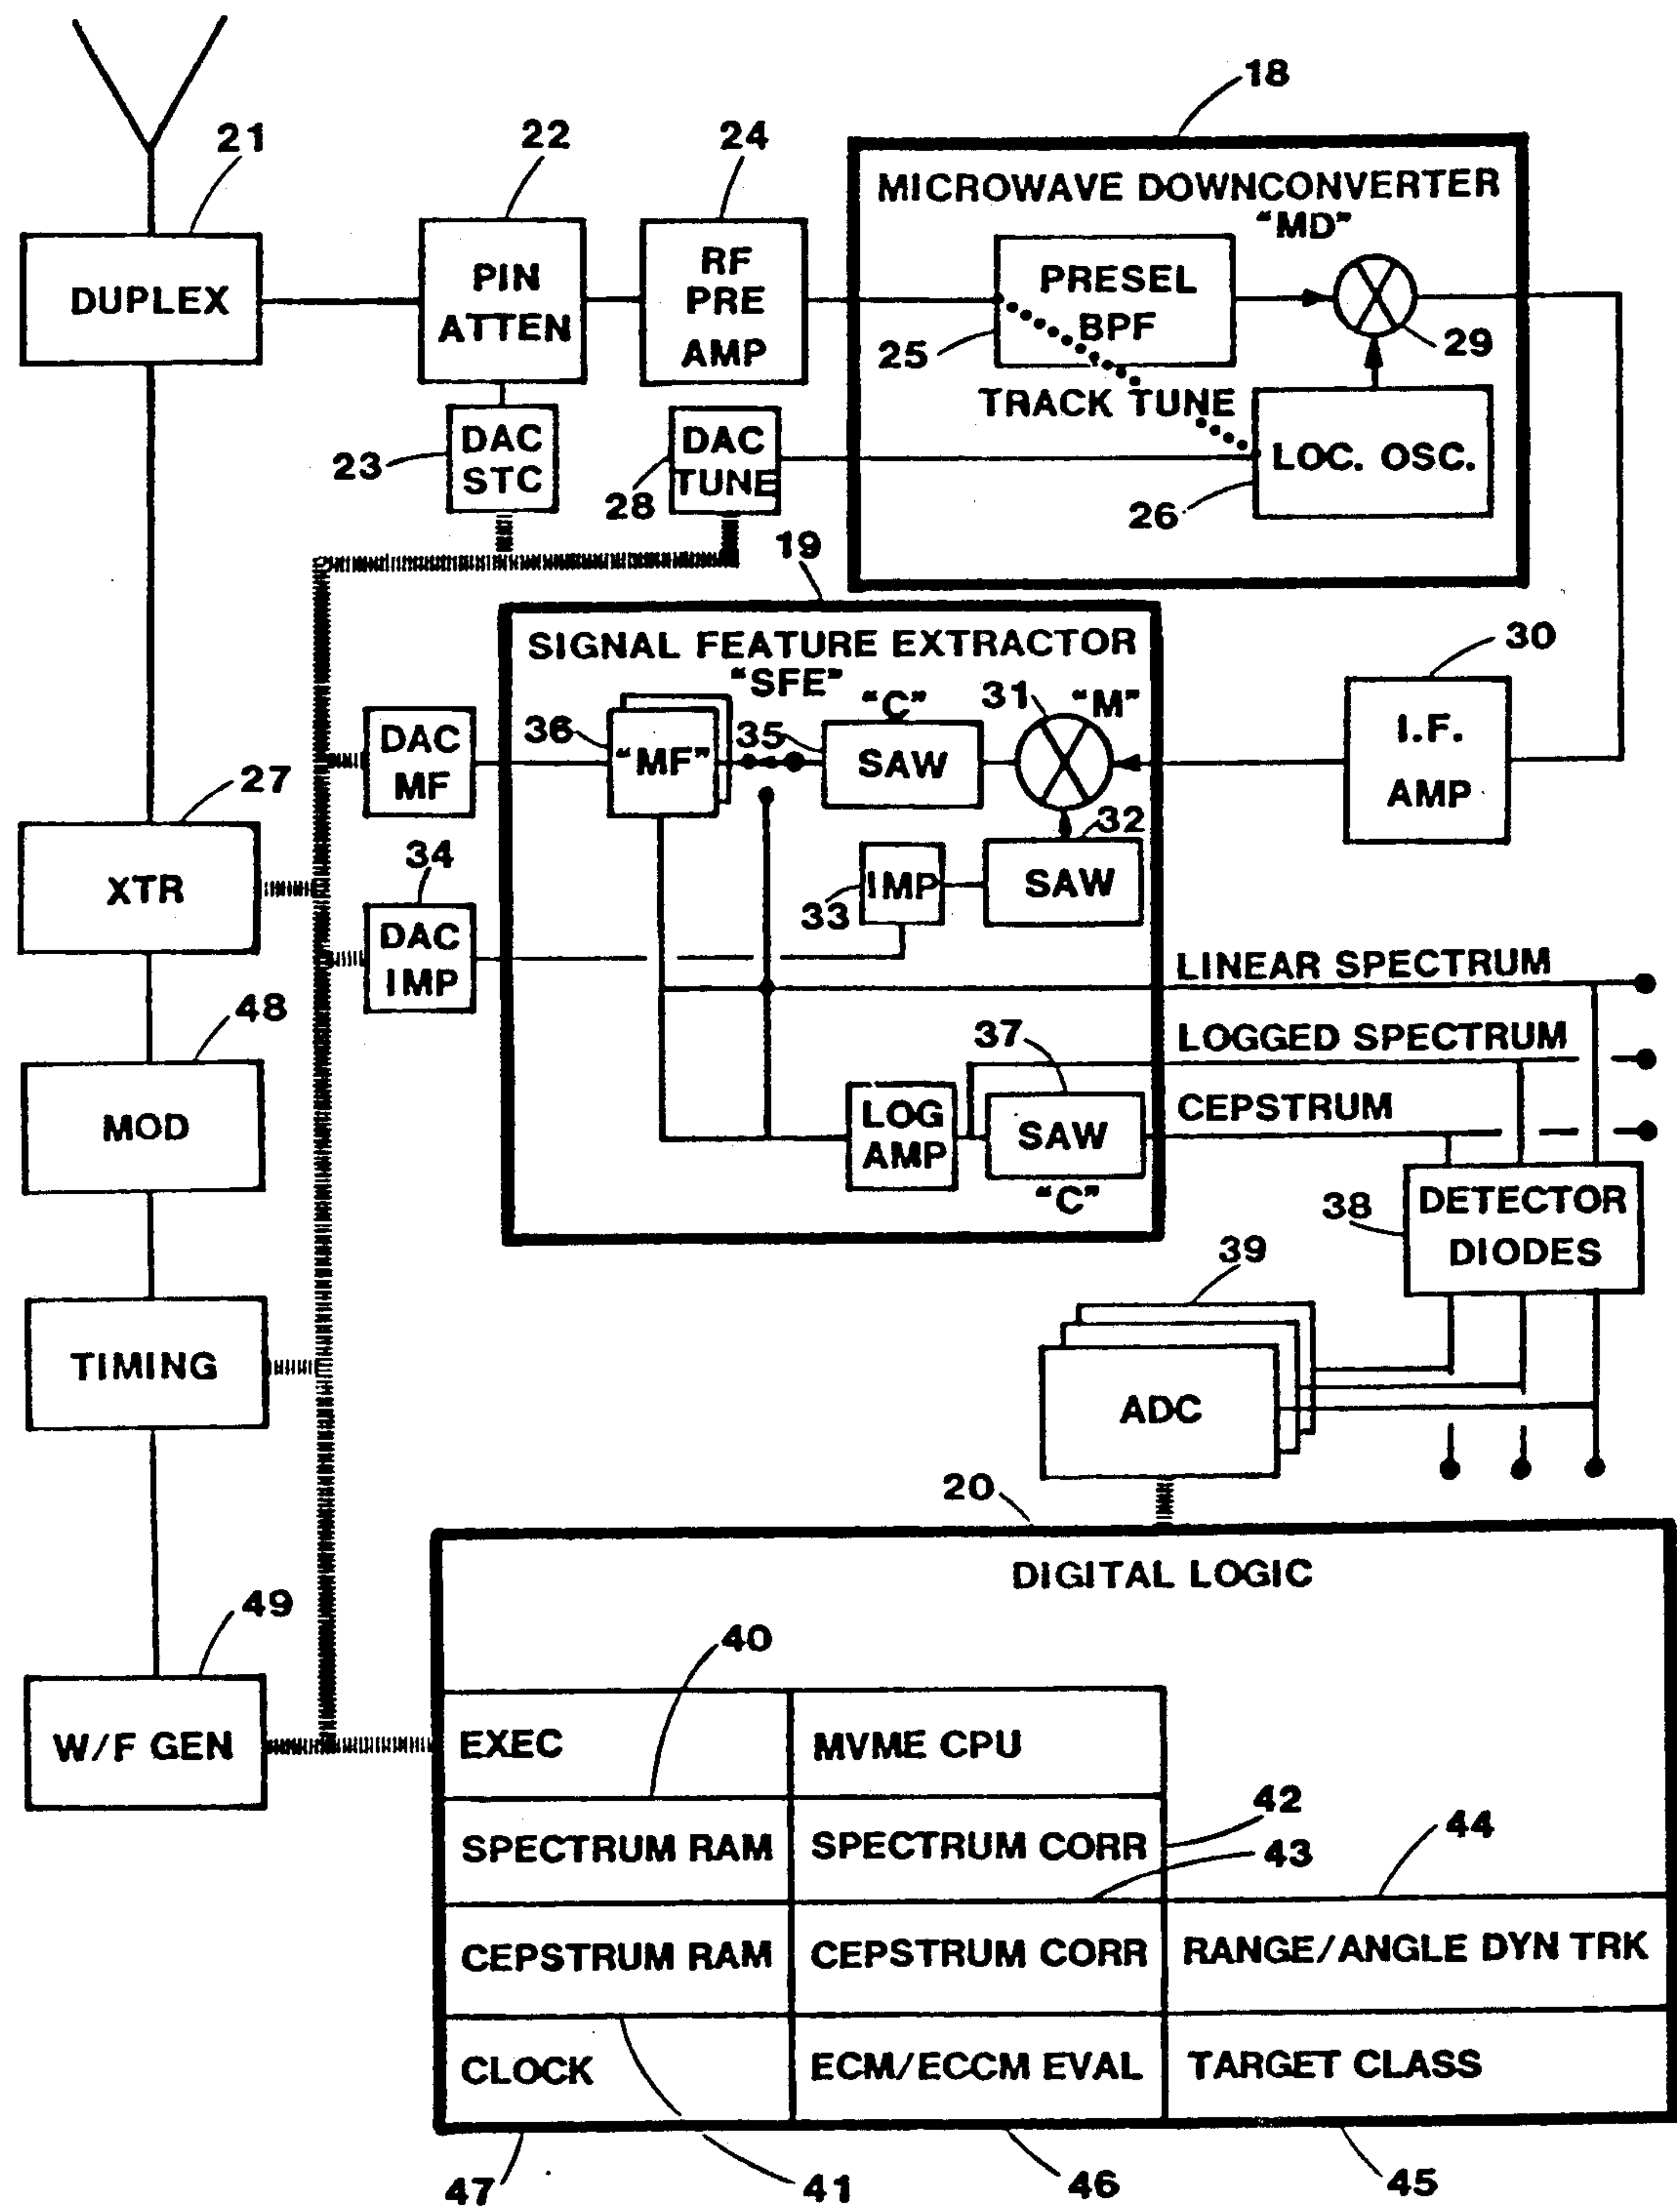 18
21
22
24
MICROWAVE DOWNCONVERTER
"MD"
DUPLEX
PIN
ATTEN
RF
PRE
AMP
PRESEL
BPF
25
29
TRACK TUNE
23
DAC
STC
28
DAC
TUNE
LOC. OSC.
26
19
SIGNAL FEATURE EXTRACTOR
"SFE"
30
I.F.
AMP
DAC
MF
36
"MF"
35
"C"
SAW
31
"M"
27
XTR
34
DAC
IMP
33
IMP
32
SAW
LINEAR SPECTRUM
48
MOD
37
LOGGED SPECTRUM
LOG
AMP
SAW
"C"
CEPSTRUM
38
DETECTOR
DIODES
39
TIMING
ADC
20
DIGITAL LOGIC
49
W/F GEN
40
EXEC
MVME CPU
42
SPECTRUM RAM
SPECTRUM CORR
43
44
CEPSTRUM RAM
CEPSTRUM CORR
RANGE/ANGLE DYN TRK
CLOCK
ECM/ECCM EVAL
TARGET CLASS
47
41
46
45